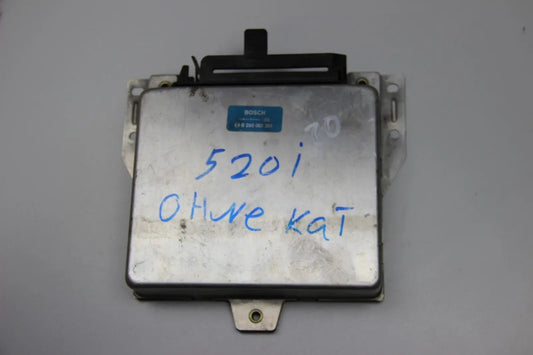 BOSCH
70
520i
OHNE KAT